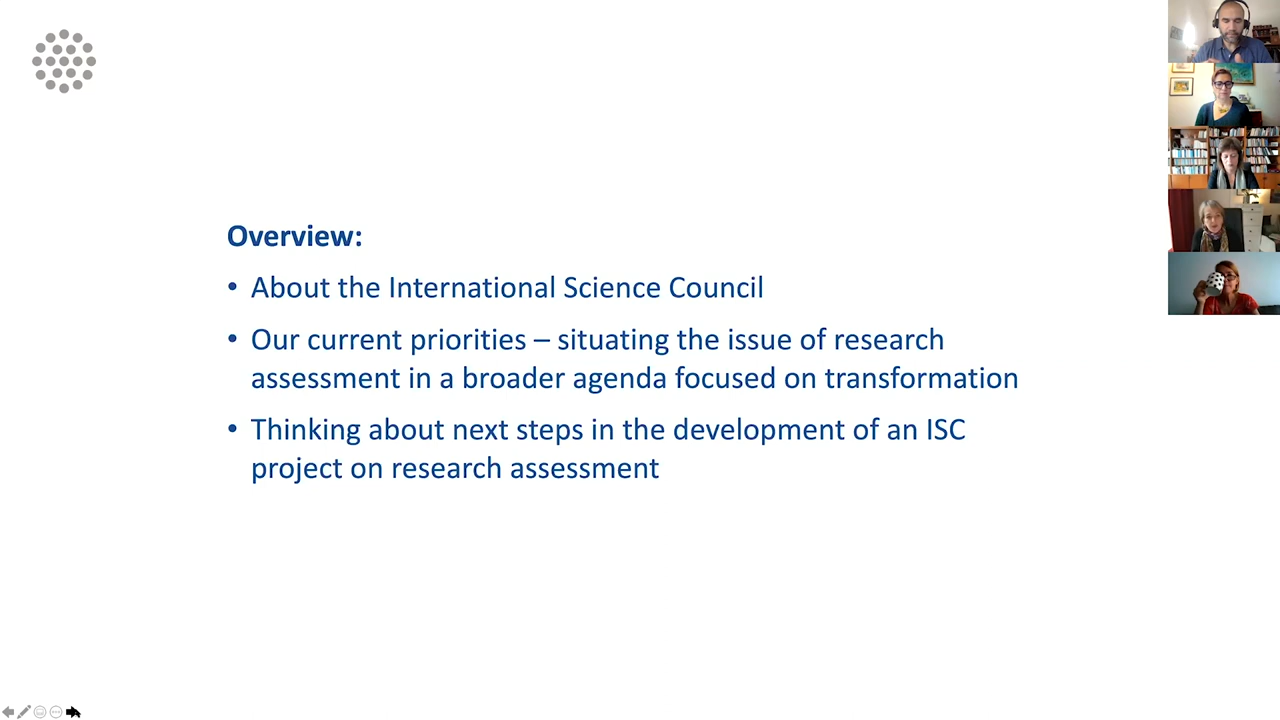 Overview:
• About the International Science Council
• Our current priorities – situating the issue of research
assessment in a broader agenda focused on transformation
• Thinking about next steps in the development of an ISC
project on research assessment